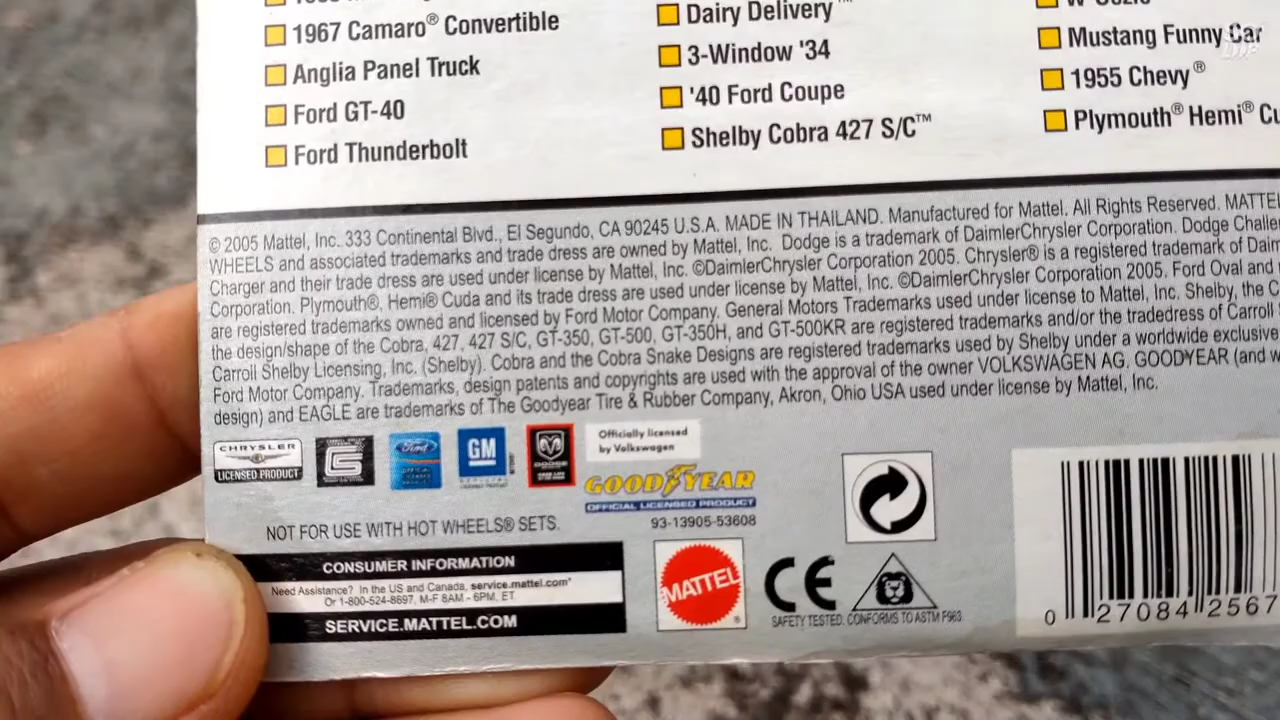 1967 Camaro® Convertible
Anglia Panel Truck
Ford GT-40
Ford Thunderbolt
Dairy Delivery™
3-Window '34
'40 Ford Coupe
Shelby Cobra 427 S/C™
Mustang Funny Car
1955 Chevy®
Plymouth® Hemi® Cu
© 2005 Mattel, Inc. 333 Continental Blvd., El Segundo, CA 90245 U.S.A. MADE IN THAILAND. Manufactured for Mattel. All Rights Reserved. MATTEL
WHEELS and associated trademarks and trade dress are owned by Mattel, Inc. Dodge is a trademark of DaimlerChrysler Corporation. Dodge Challe
Charger and their trade dress are used under license by Mattel, Inc. ©DaimlerChrysler Corporation 2005. Chrysler® is a registered trademark of Daim
Corporation. Plymouth®, Hemi® Cuda and its trade dress are used under license by Mattel, Inc. ©DaimlerChrysler Corporation 2005. Ford Oval and
are registered trademarks owned and licensed by Ford Motor Company. General Motors Trademarks used under license to Mattel, Inc. Shelby, the C
the design/shape of the Cobra, 427, 427 S/C, GT-350, GT-500, GT-350H, and GT-500KR are registered trademarks and/or the tradedress of Carroll
Carroll Shelby Licensing, Inc. (Shelby). Cobra and the Cobra Snake Designs are registered trademarks used by Shelby under a worldwide exclusive
Ford Motor Company. Trademarks, design patents and copyrights are used with the approval of the owner VOLKSWAGEN AG. GOODYEAR (and w
design) and EAGLE are trademarks of The Goodyear Tire & Rubber Company, Akron, Ohio USA used under license by Mattel, Inc.
CHRYSLER
LICENSED PRODUCT
Ford
GM
DODGE
Officially licensed
by Volkswagen
GOODYEAR
OFFICIAL LICENSED PRODUCT
93-13905-53608
NOT FOR USE WITH HOT WHEELS® SETS.
CONSUMER INFORMATION
Need Assistance? In the US and Canada, service.mattel.com*
Or 1-800-524-8697, M-F 8AM - 6PM, ET
SERVICE.MATTEL.COM
MATTEL®
CE
SAFETY TESTED. CONFORMS TO ASTM F963.
0 27084 2567